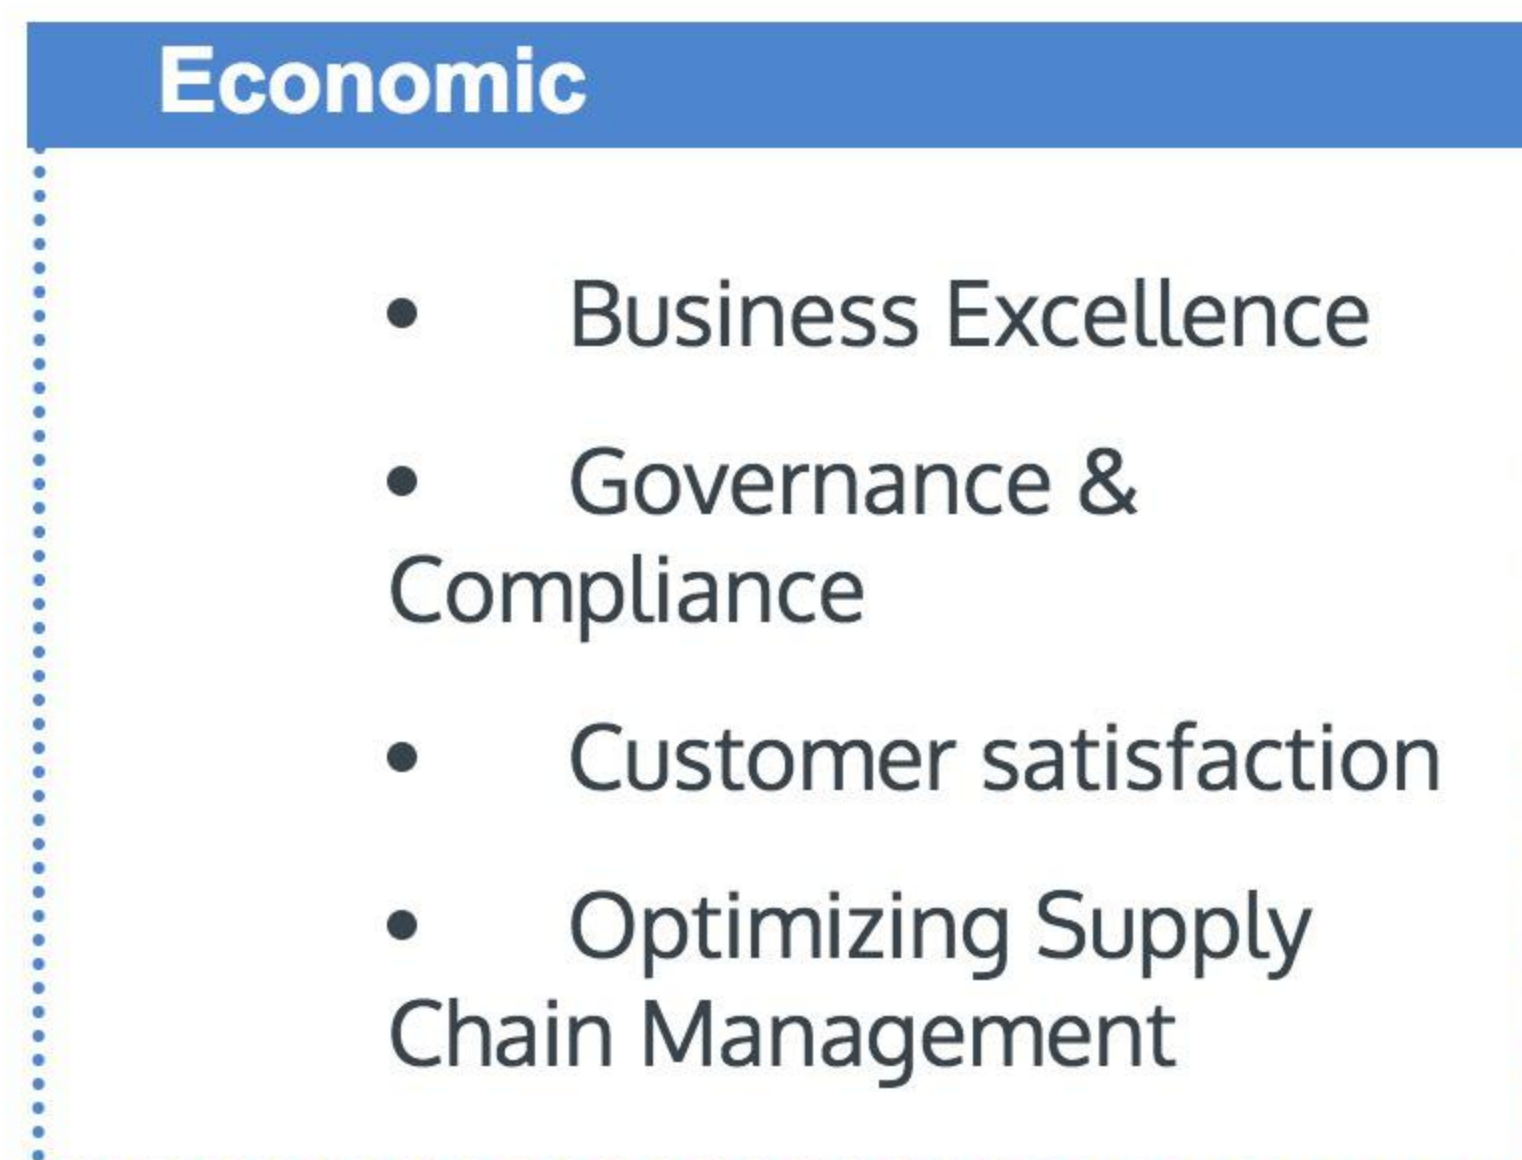 Economic
• Business Excellence
• Governance &
Compliance
• Customer satisfaction
• Optimizing Supply
Chain Management